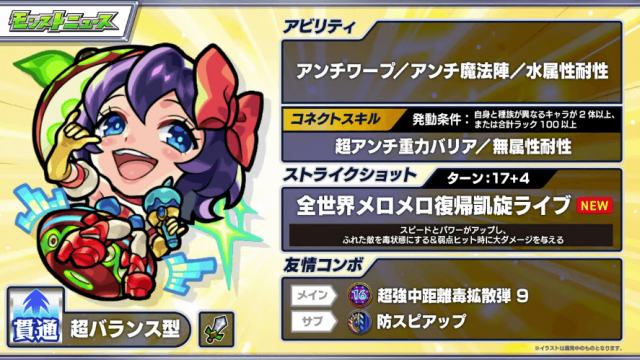 モンストニュース
アビリティ
アンチワープ／アンチ魔法陣／水属性耐性
コネクトスキル
発動条件：自身と種族が異なるキャラが2体以上、
または合計ラック100以上
超アンチ重力バリア／無属性耐性
ストライクショット
ターン：17+4
全世界メロメロ復帰凱旋ライブ NEW
スピードとパワーがアップし、
ふれた敵を毒状態にする&弱点ヒット時に大ダメージを与える
友情コンボ
メイン 16 超強中距離毒拡散弾 9
サブ 防スピアップ
貫通 超バランス型
※イラストは開発中のものとなります。